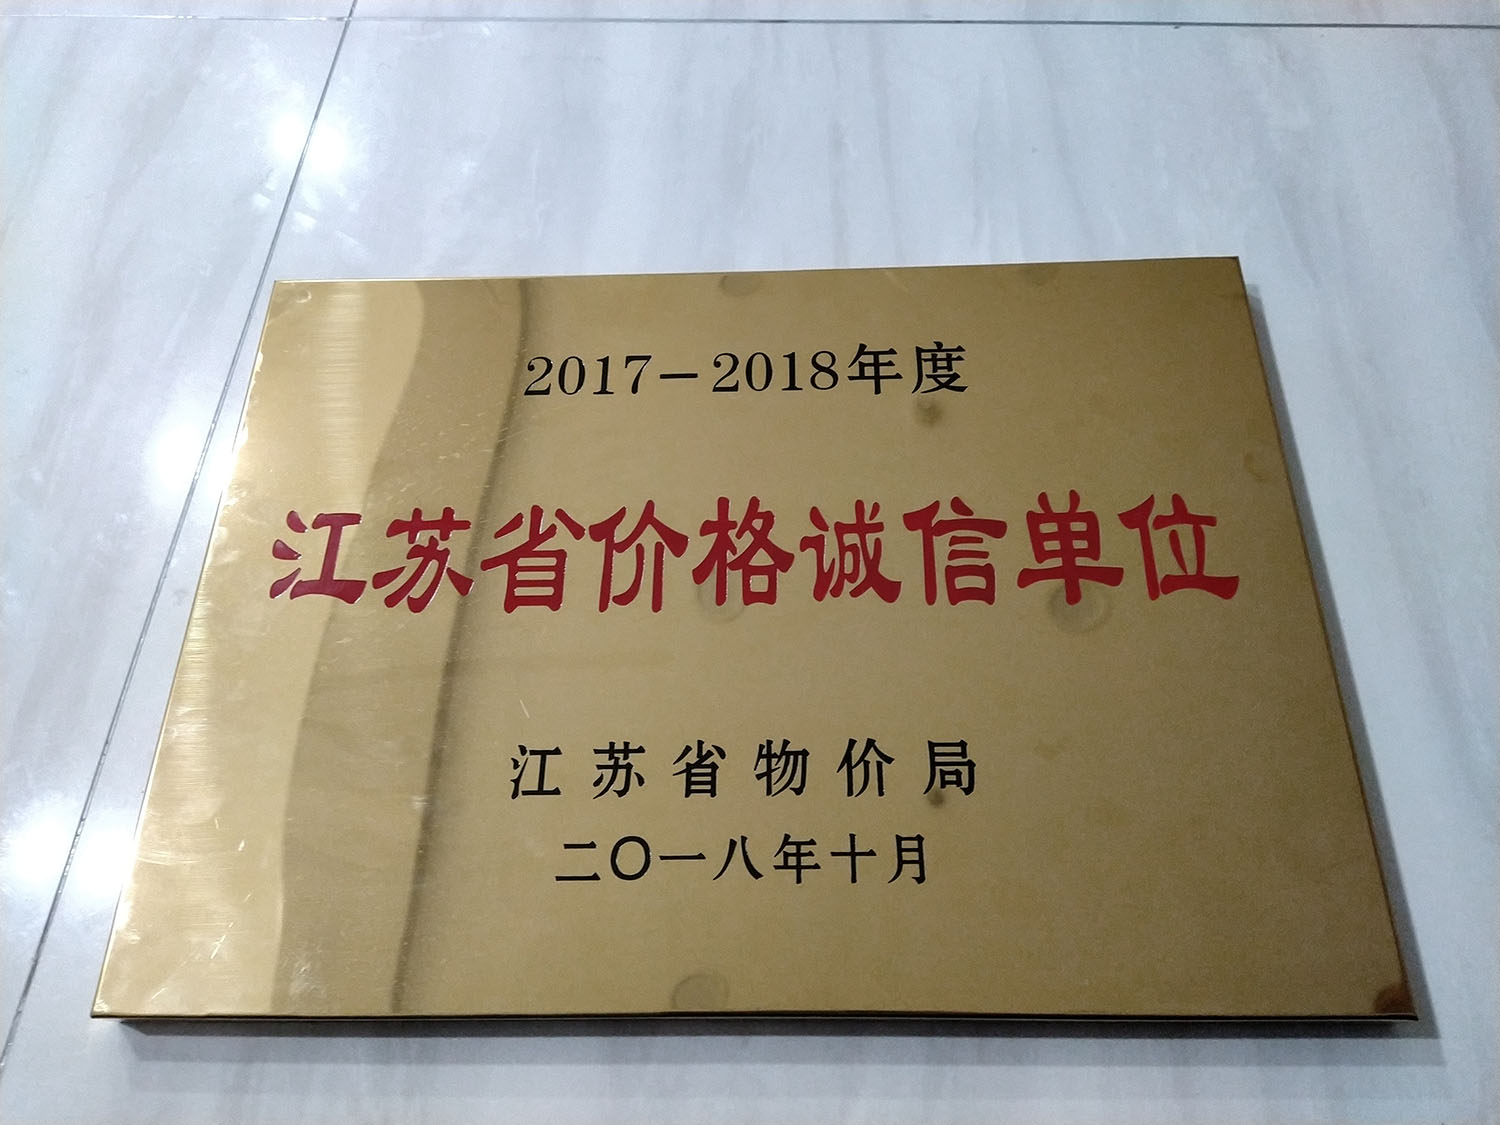 2017－2018年度
江苏省价格诚信单位
江苏省物价局
二〇一八年十月